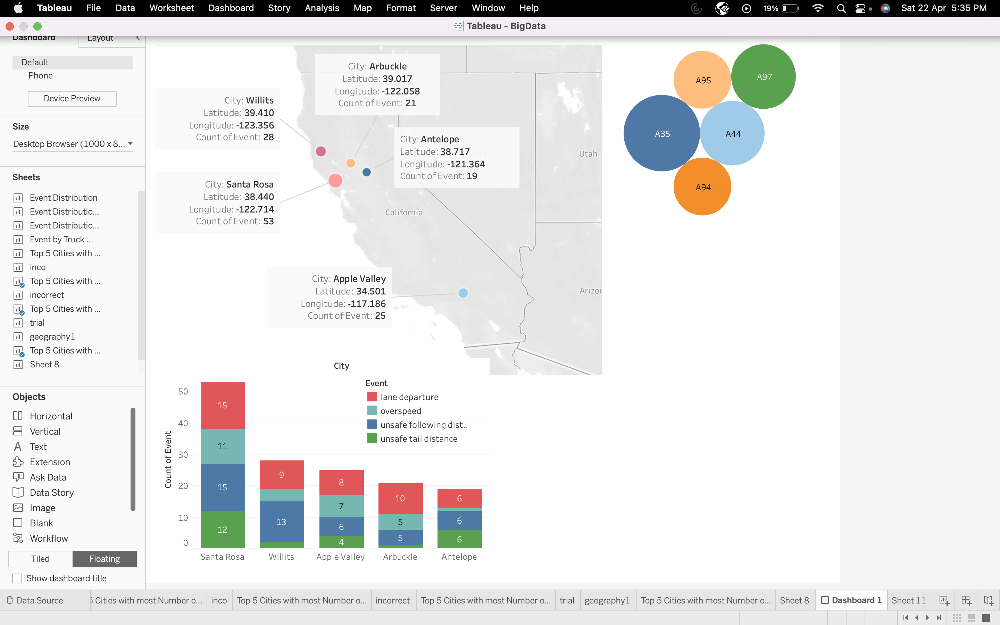 Tableau File Data Worksheet Dashboard Story Analysis Map Format Server Window Help 19% Sat 22 Apr 5:35 PM
Tableau - BigData
Dashboard Layout
Default
Phone
Device Preview
Size
Desktop Browser (1000 x 8...
Sheets
Event Distribution
Event Distributio...
Event Distributio...
Event by Truck ...
Top 5 Cities with ...
inco
Top 5 Cities with ...
incorrect
Top 5 Cities with ...
trial
geography1
Top 5 Cities with ...
Sheet 8
Objects
Horizontal
Vertical
Text
Extension
Ask Data
Data Story
Image
Blank
Workflow
Tiled Floating
Show dashboard title
City: Arbuckle
Latitude: 39.017
Longitude: -122.058
Count of Event: 21
City: Willits
Latitude: 39.410
Longitude: -123.356
Count of Event: 28
City: Antelope
Latitude: 38.717
Longitude: -121.364
Count of Event: 19
City: Santa Rosa
Latitude: 38.440
Longitude: -122.714
Count of Event: 53
City: Apple Valley
Latitude: 34.501
Longitude: -117.186
Count of Event: 25
Utah
California
Arizon
A95
A97
A35
A44
A94
City
Event
lane departure
overspeed
unsafe following dist..
unsafe tail distance
Count of Event
50
40
30
20
10
0
15
11
15
12
9
13
8
7
6
4
10
5
5
6
6
6
Santa Rosa Willits Apple Valley Arbuckle Antelope
Data Source 5 Cities with most Number o... inco Top 5 Cities with most Number o... incorrect Top 5 Cities with most Number o... trial geography1 Top 5 Cities with most Number o... Sheet 8 Dashboard 1 Sheet 11